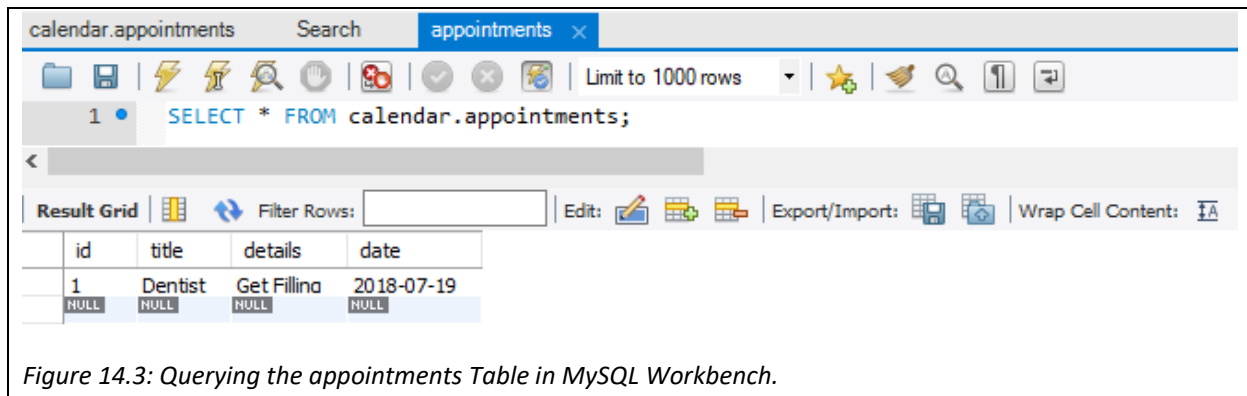 calendar.appointments Search appointments ×
Limit to 1000 rows
1 SELECT * FROM calendar.appointments;
Result Grid Filter Rows: Edit: Export/Import: Wrap Cell Content: IA
id title details date
1 Dentist Get Filling 2018-07-19
NULL NULL NULL NULL
Figure 14.3: Querying the appointments Table in MySQL Workbench.